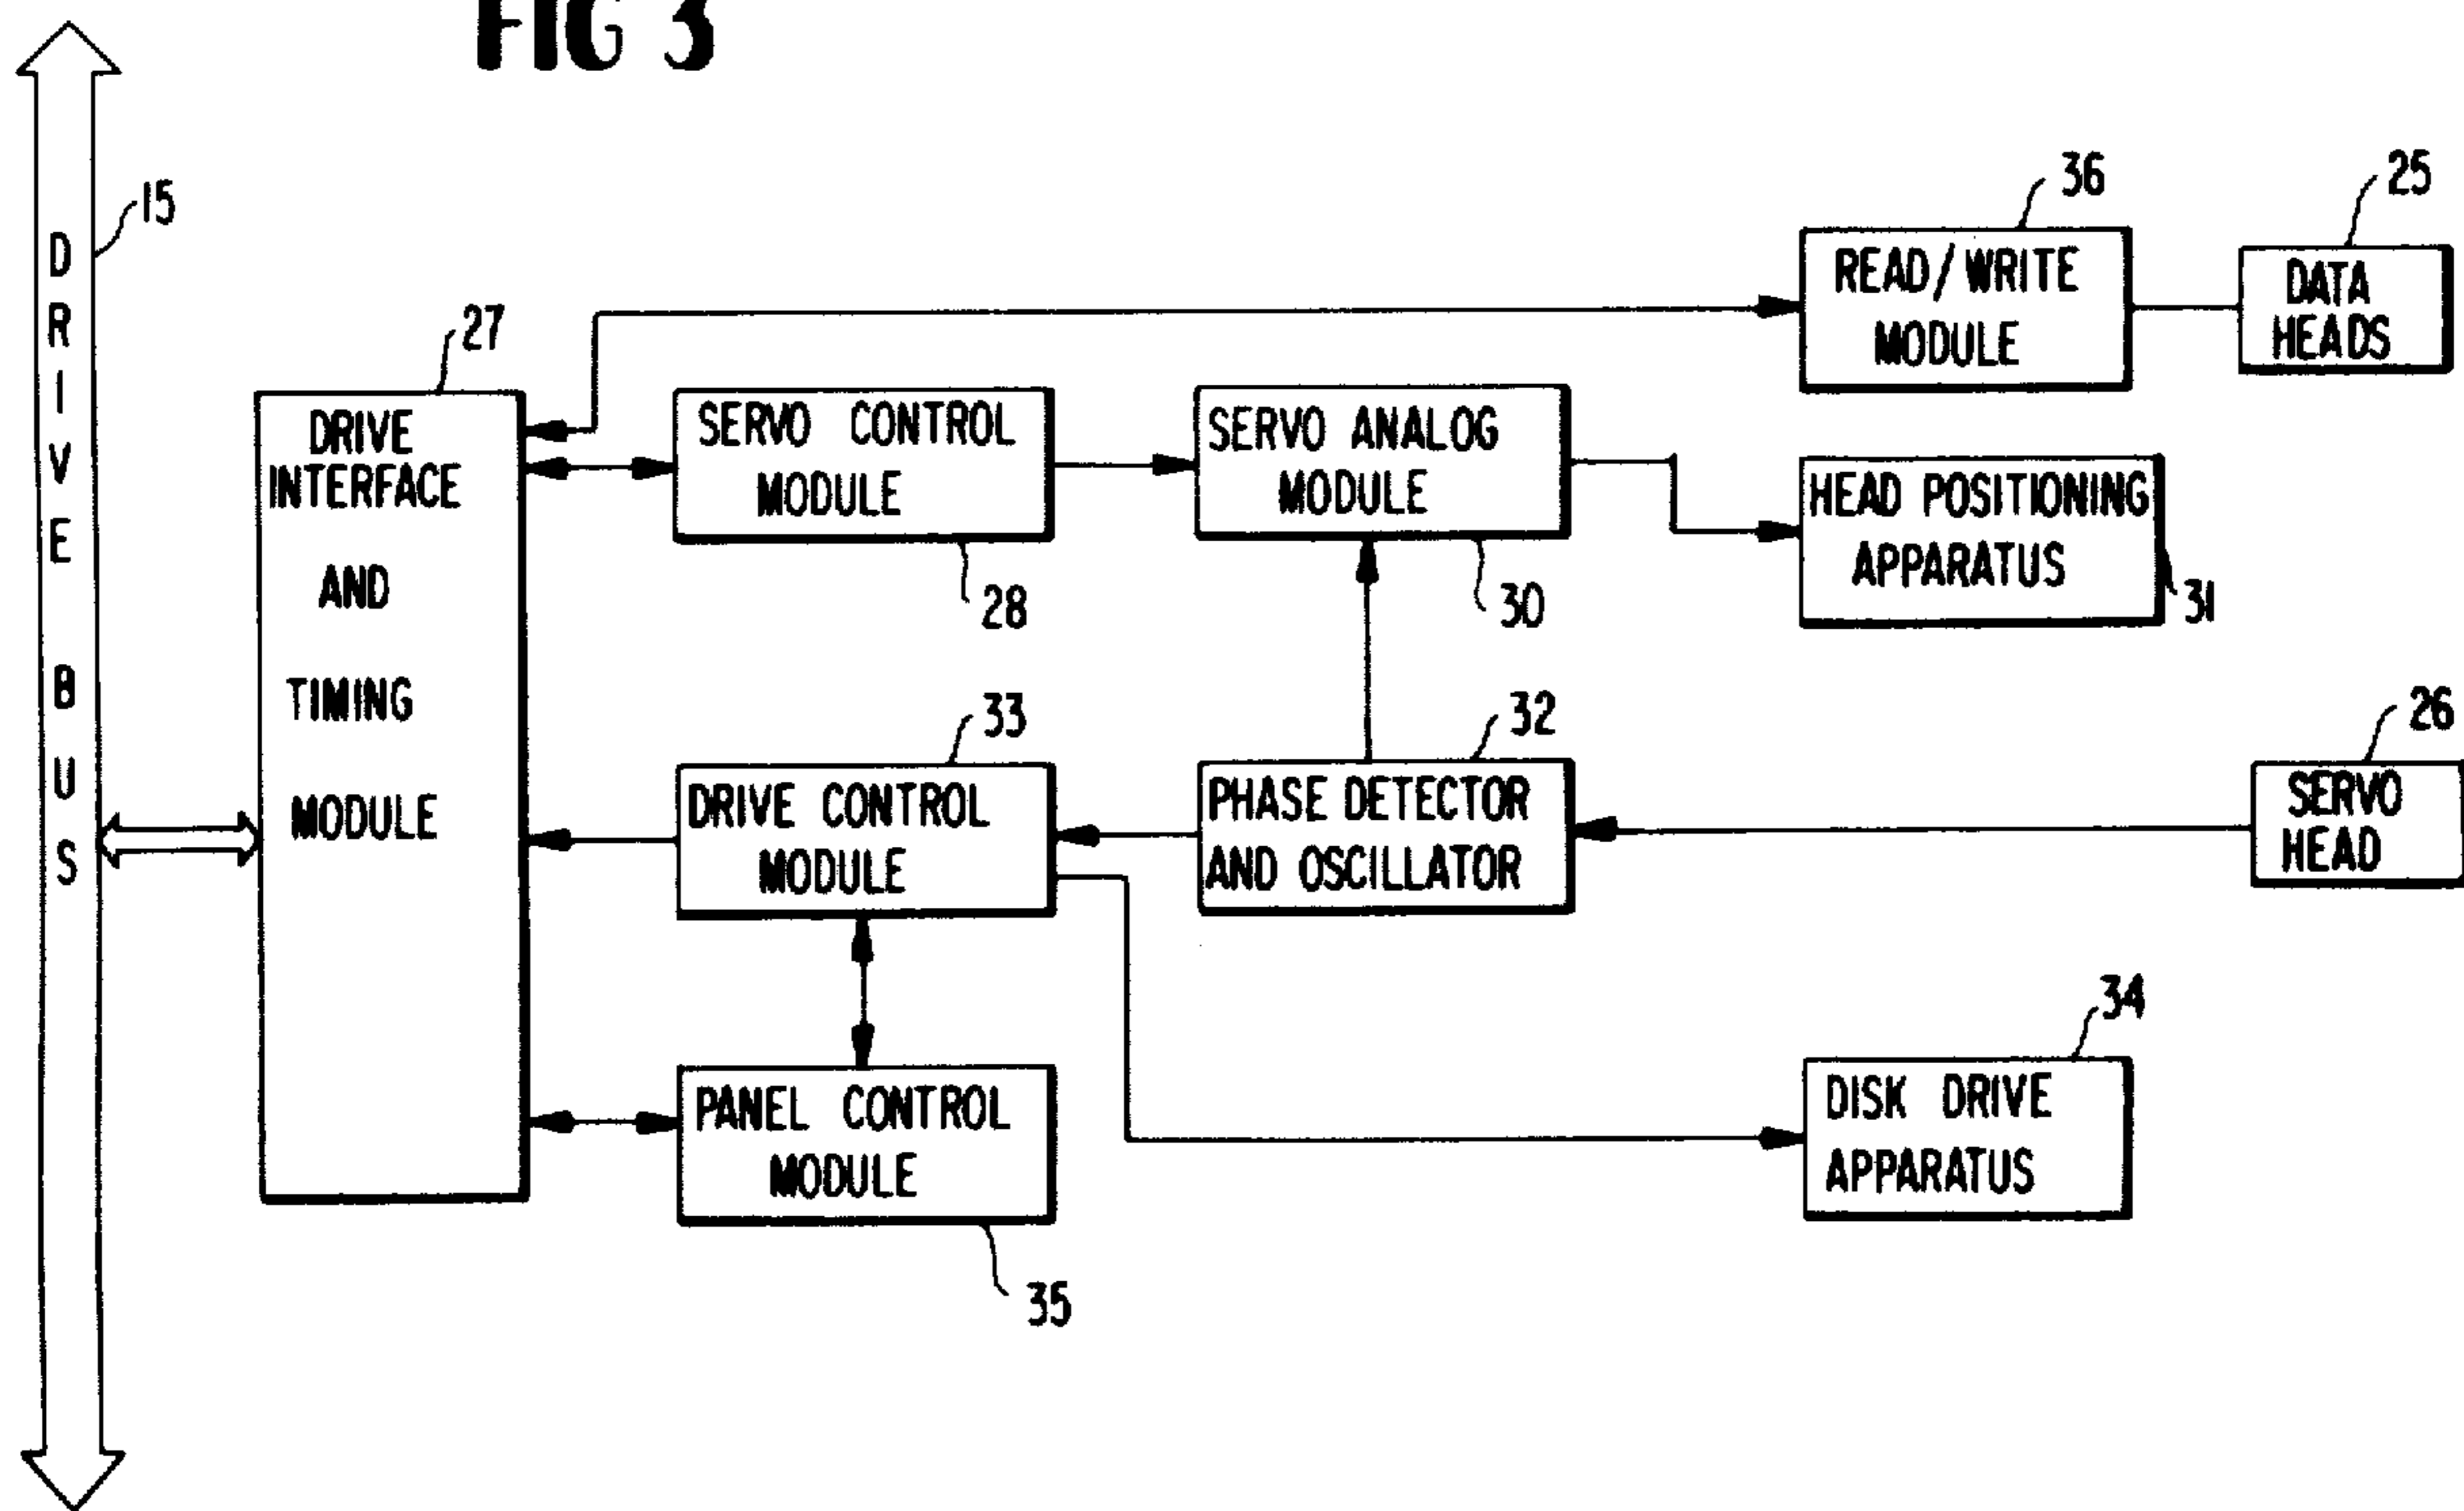 FIG 3
DRIVE BUS
15
27
DRIVE
INTERFACE
AND
TIMING
MODULE
36
READ/WRITE
MODULE
25
DATA
HEADS
SERVO CONTROL
MODULE
28
SERVO ANALOG
MODULE
30
HEAD POSITIONING
APPARATUS
31
33
DRIVE CONTROL
MODULE
32
PHASE DETECTOR
AND OSCILLATOR
26
SERVO
HEAD
PANEL CONTROL
MODULE
35
34
DISK DRIVE
APPARATUS